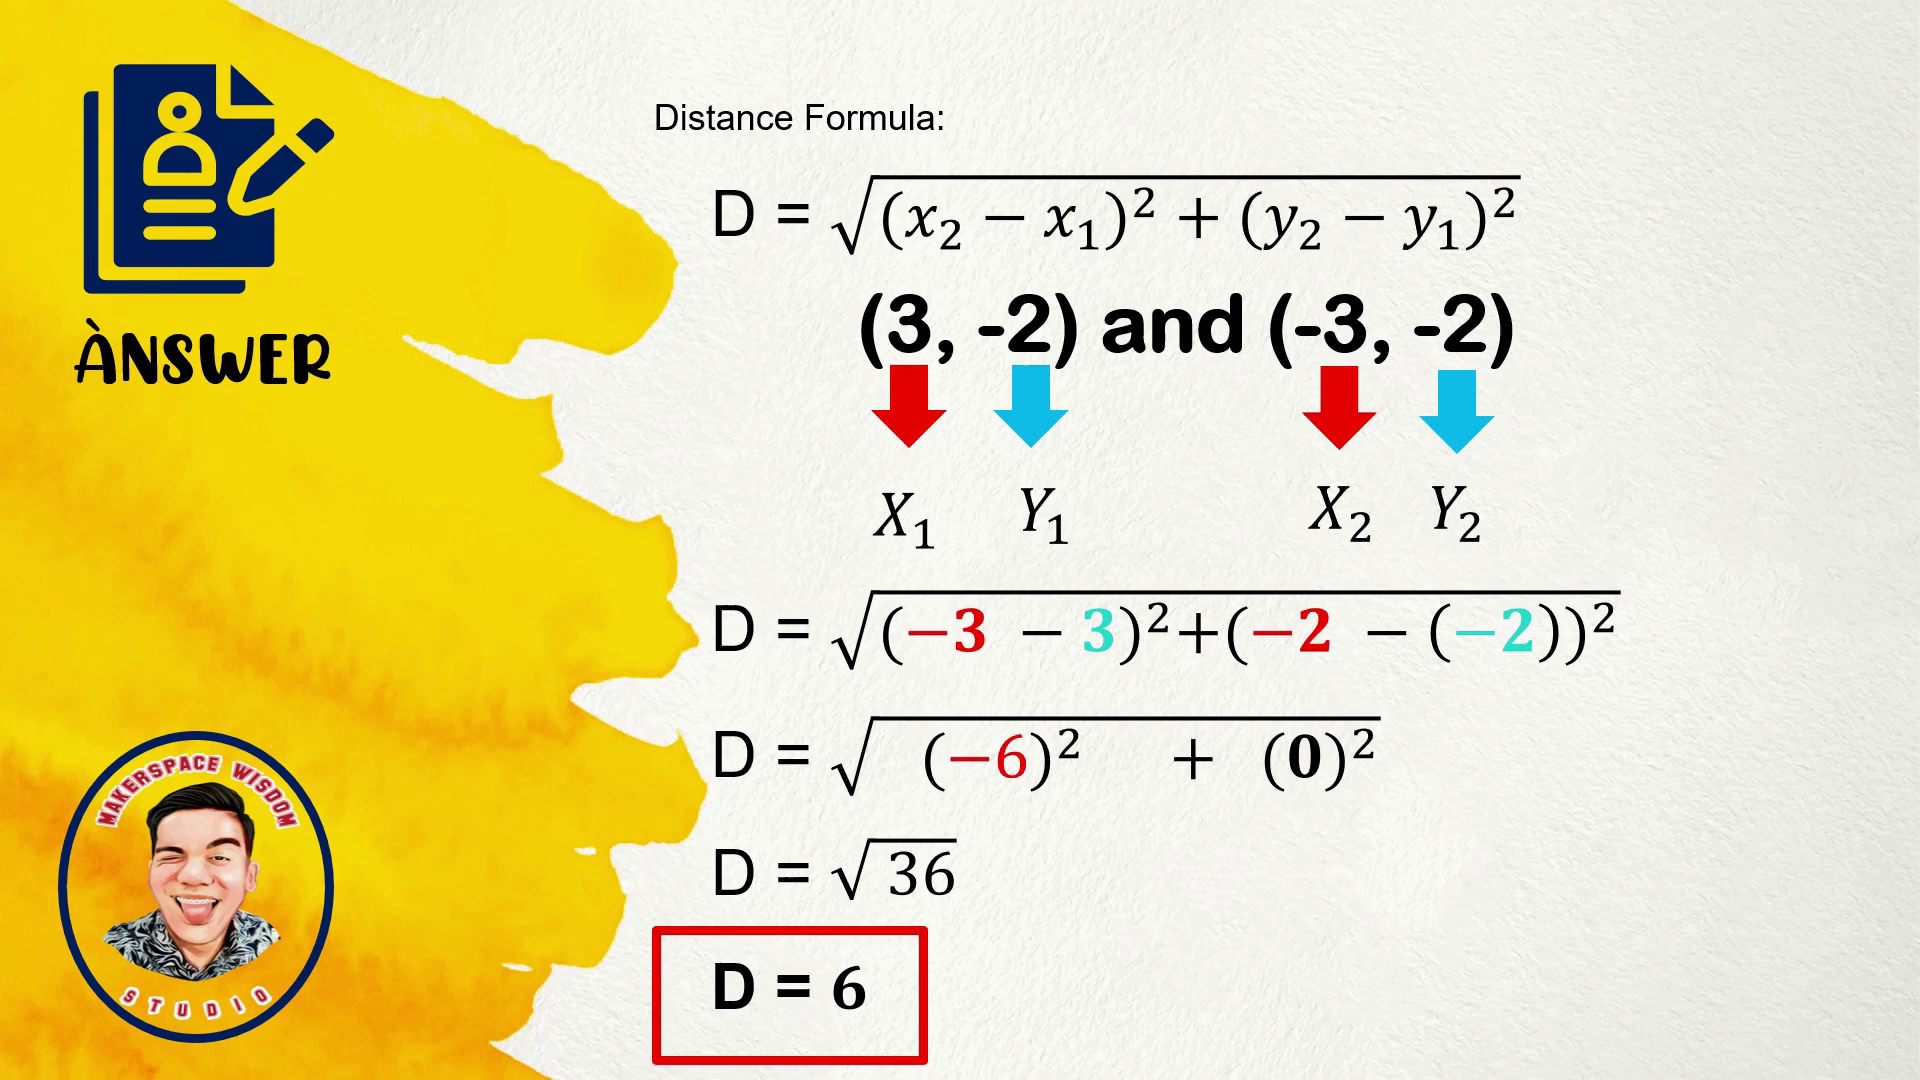 ÀNSWER
Distance Formula:
D = √(x₂ − x₁)² + (y₂ − y₁)²
(3, -2) and (-3, -2)
X₁ Y₁ X₂ Y₂
D = √(−3 − 3)²+(−2 − (−2))²
D = √ (−6)² + (0)²
D = √ 36
D = 6
MAKERSPACE WISDOM
STUDIO